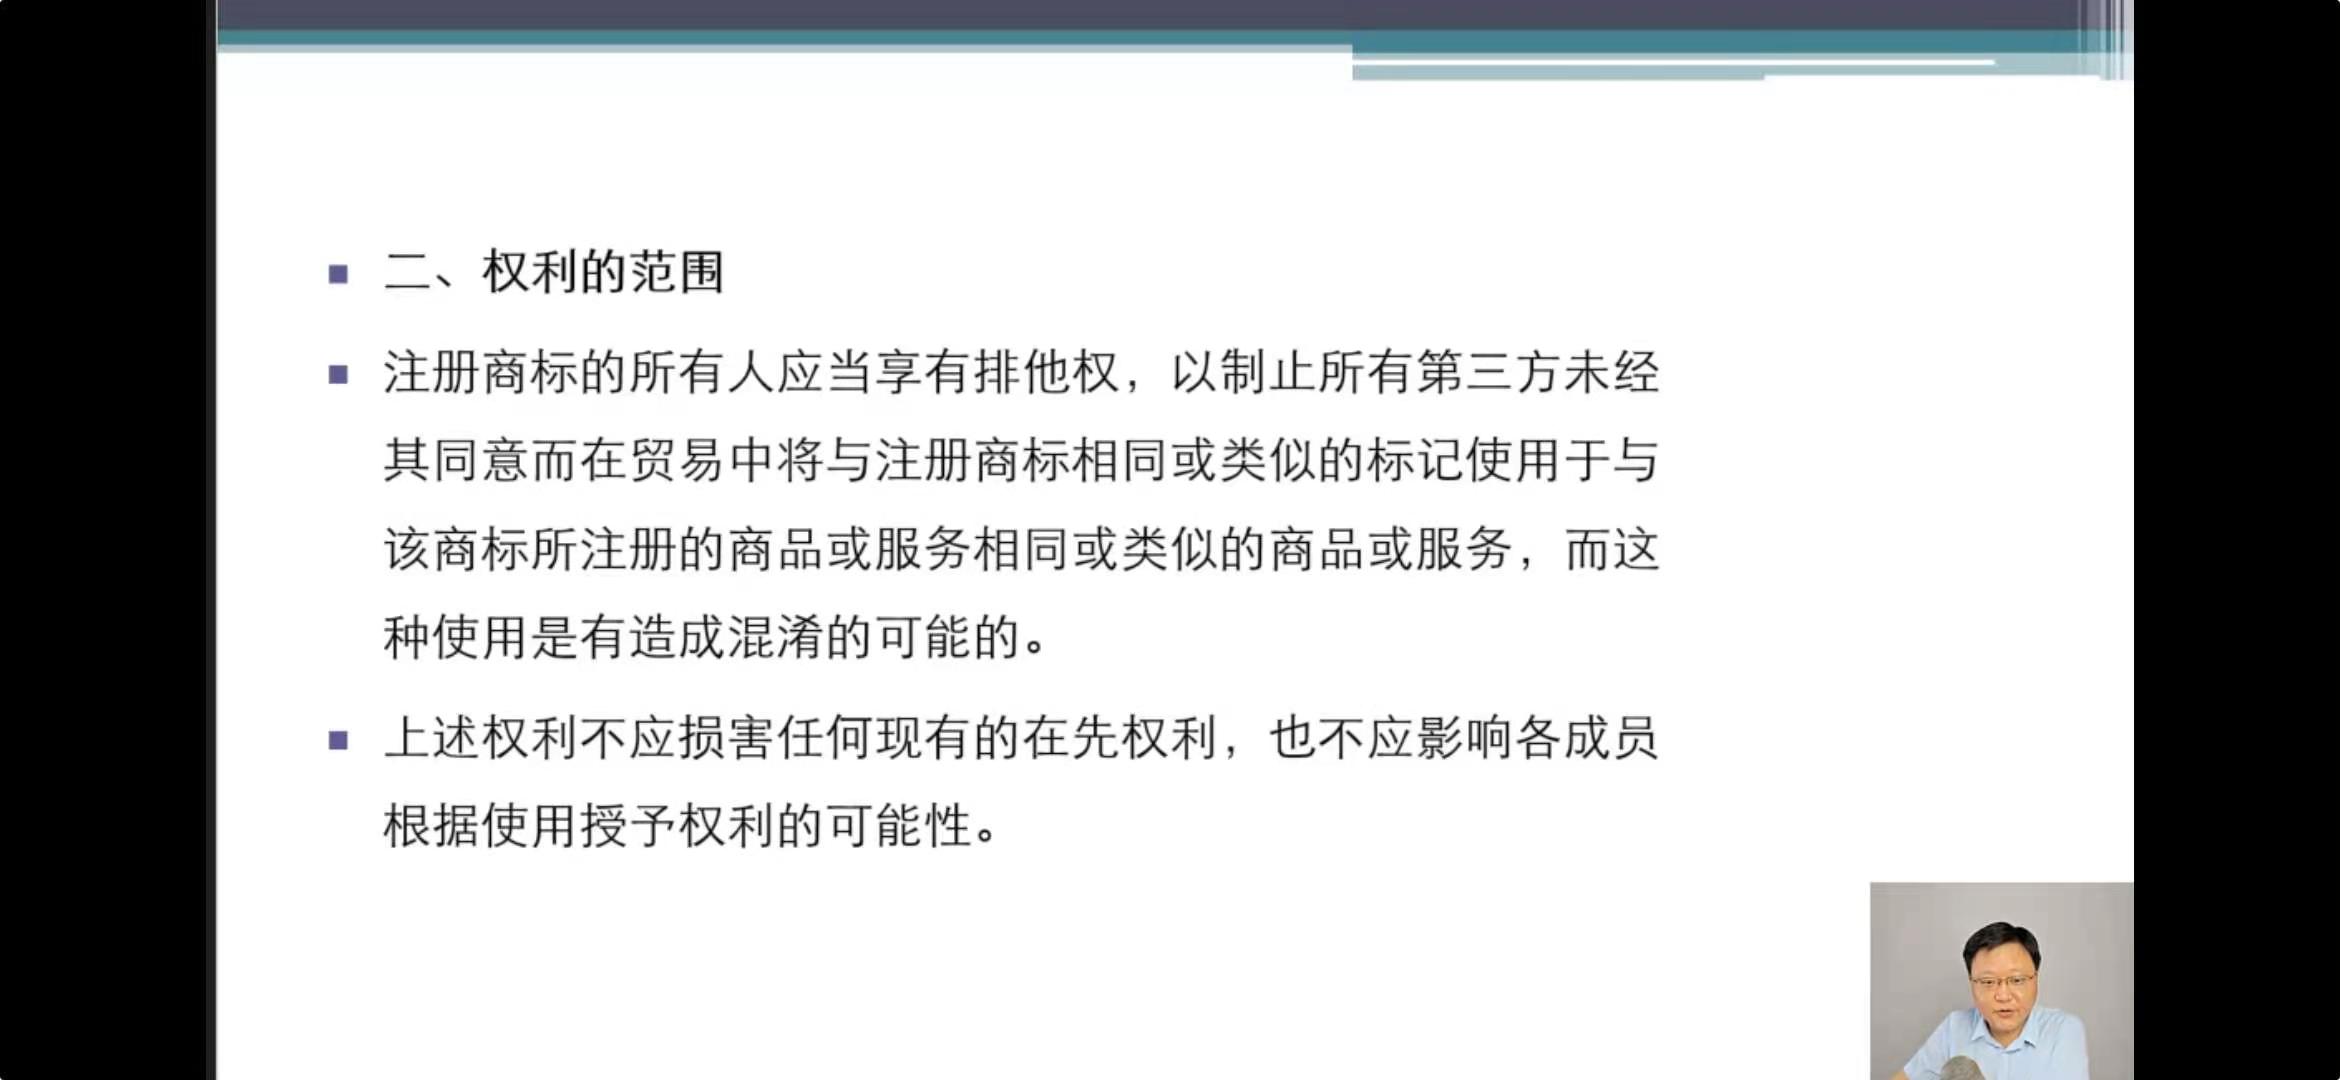 二、权利的范围
注册商标的所有人应当享有排他权，以制止所有第三方未经
其同意而在贸易中将与注册商标相同或类似的标记使用于与
该商标所注册的商品或服务相同或类似的商品或服务，而这
种使用是有造成混淆的可能的。
上述权利不应损害任何现有的在先权利，也不应影响各成员
根据使用授予权利的可能性。